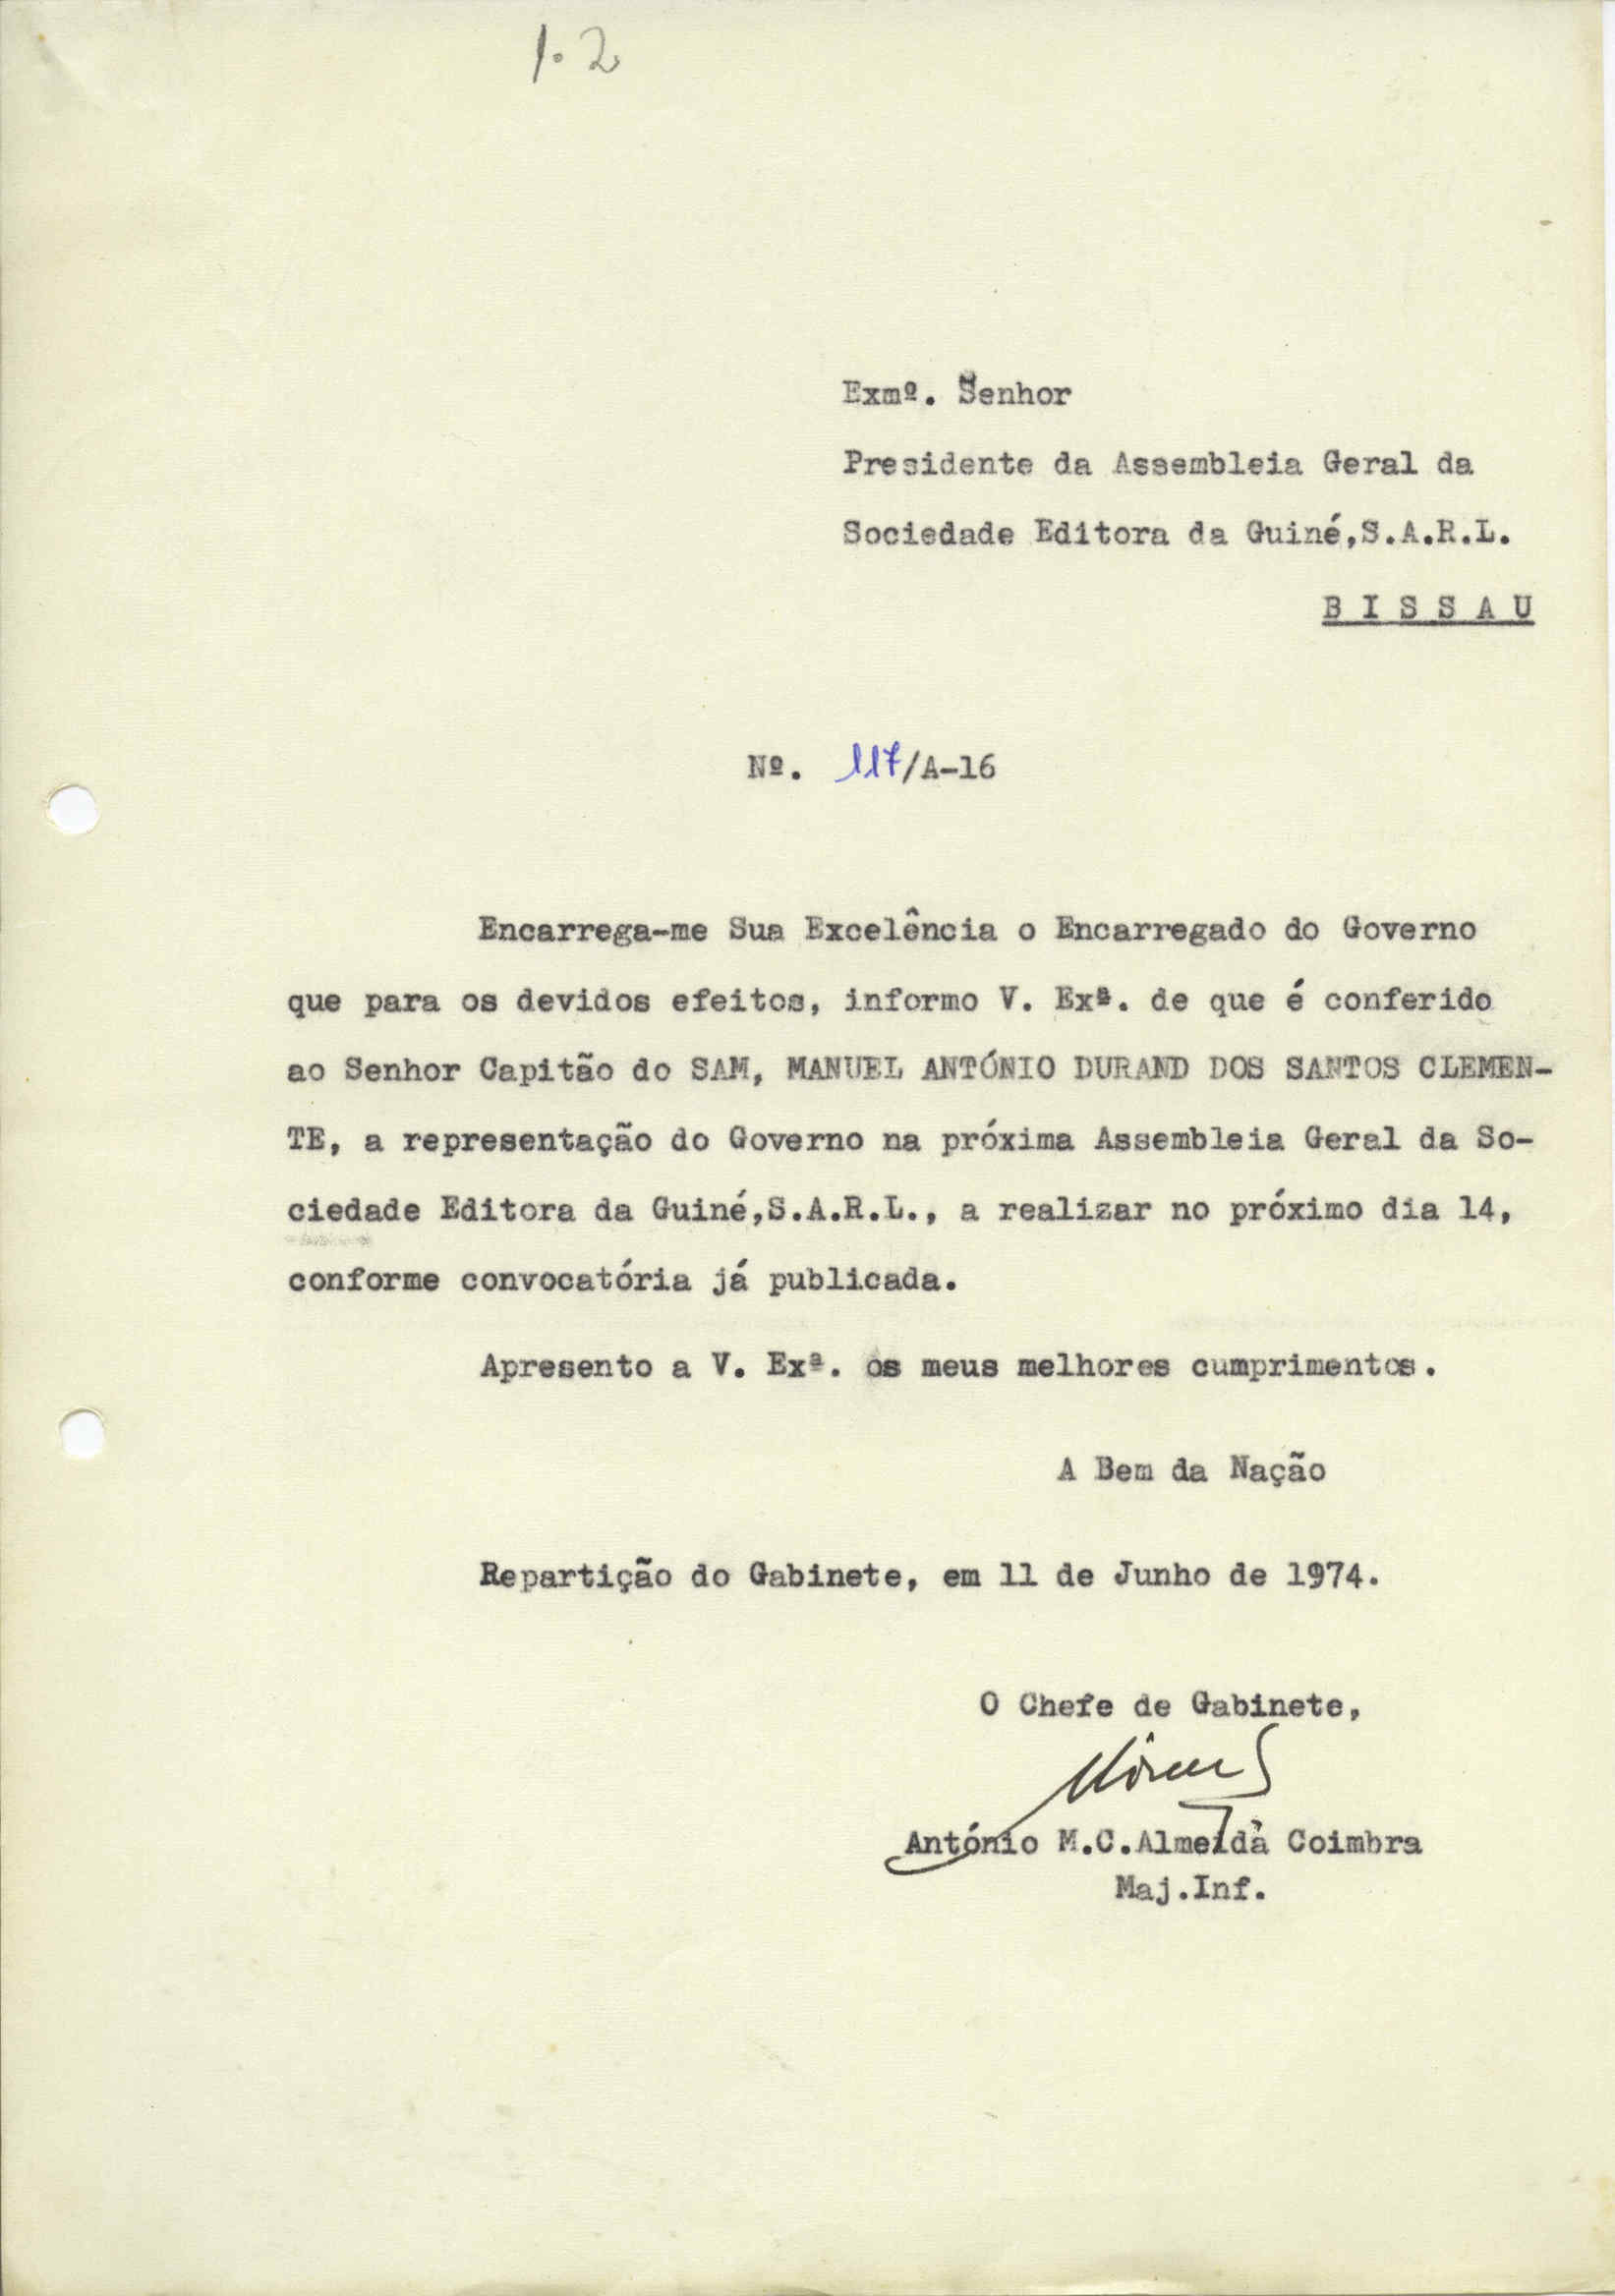 1.2
Exmº. Senhor
Presidente da Assembleia Geral da
Sociedade Editora da Guiné,S.A.R.L.
B I S S A U
Nº. 117/A-16
Encarrega-me Sua Excelência o Encarregado do Governo
que para os devidos efeitos, informo V. Exª. de que é conferido
ao Senhor Capitão do SAM, MANUEL ANTÓNIO DURAND DOS SANTOS CLEMEN-
TE, a representação do Governo na próxima Assembleia Geral da So-
ciedade Editora da Guiné,S.A.R.L., a realizar no próximo dia 14,
conforme convocatória já publicada.
Apresento a V. Exª. os meus melhores cumprimentos.
A Bem da Nação
Repartição do Gabinete, em 11 de Junho de 1974.
O Chefe de Gabinete,
António M.C.Almeida Coimbra
Maj.Inf.